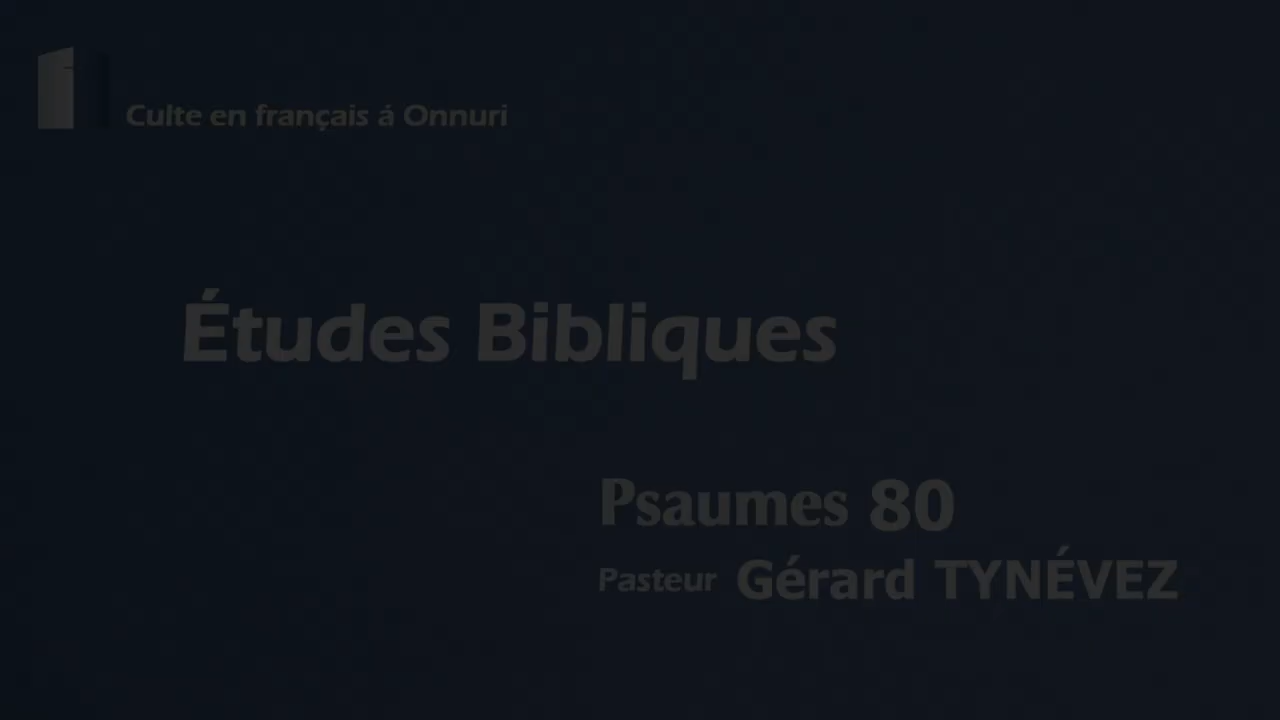 Culte en français á Onnuri
Études Bibliques
Psaumes 80
Pasteur Gérard TYNÉVEZ